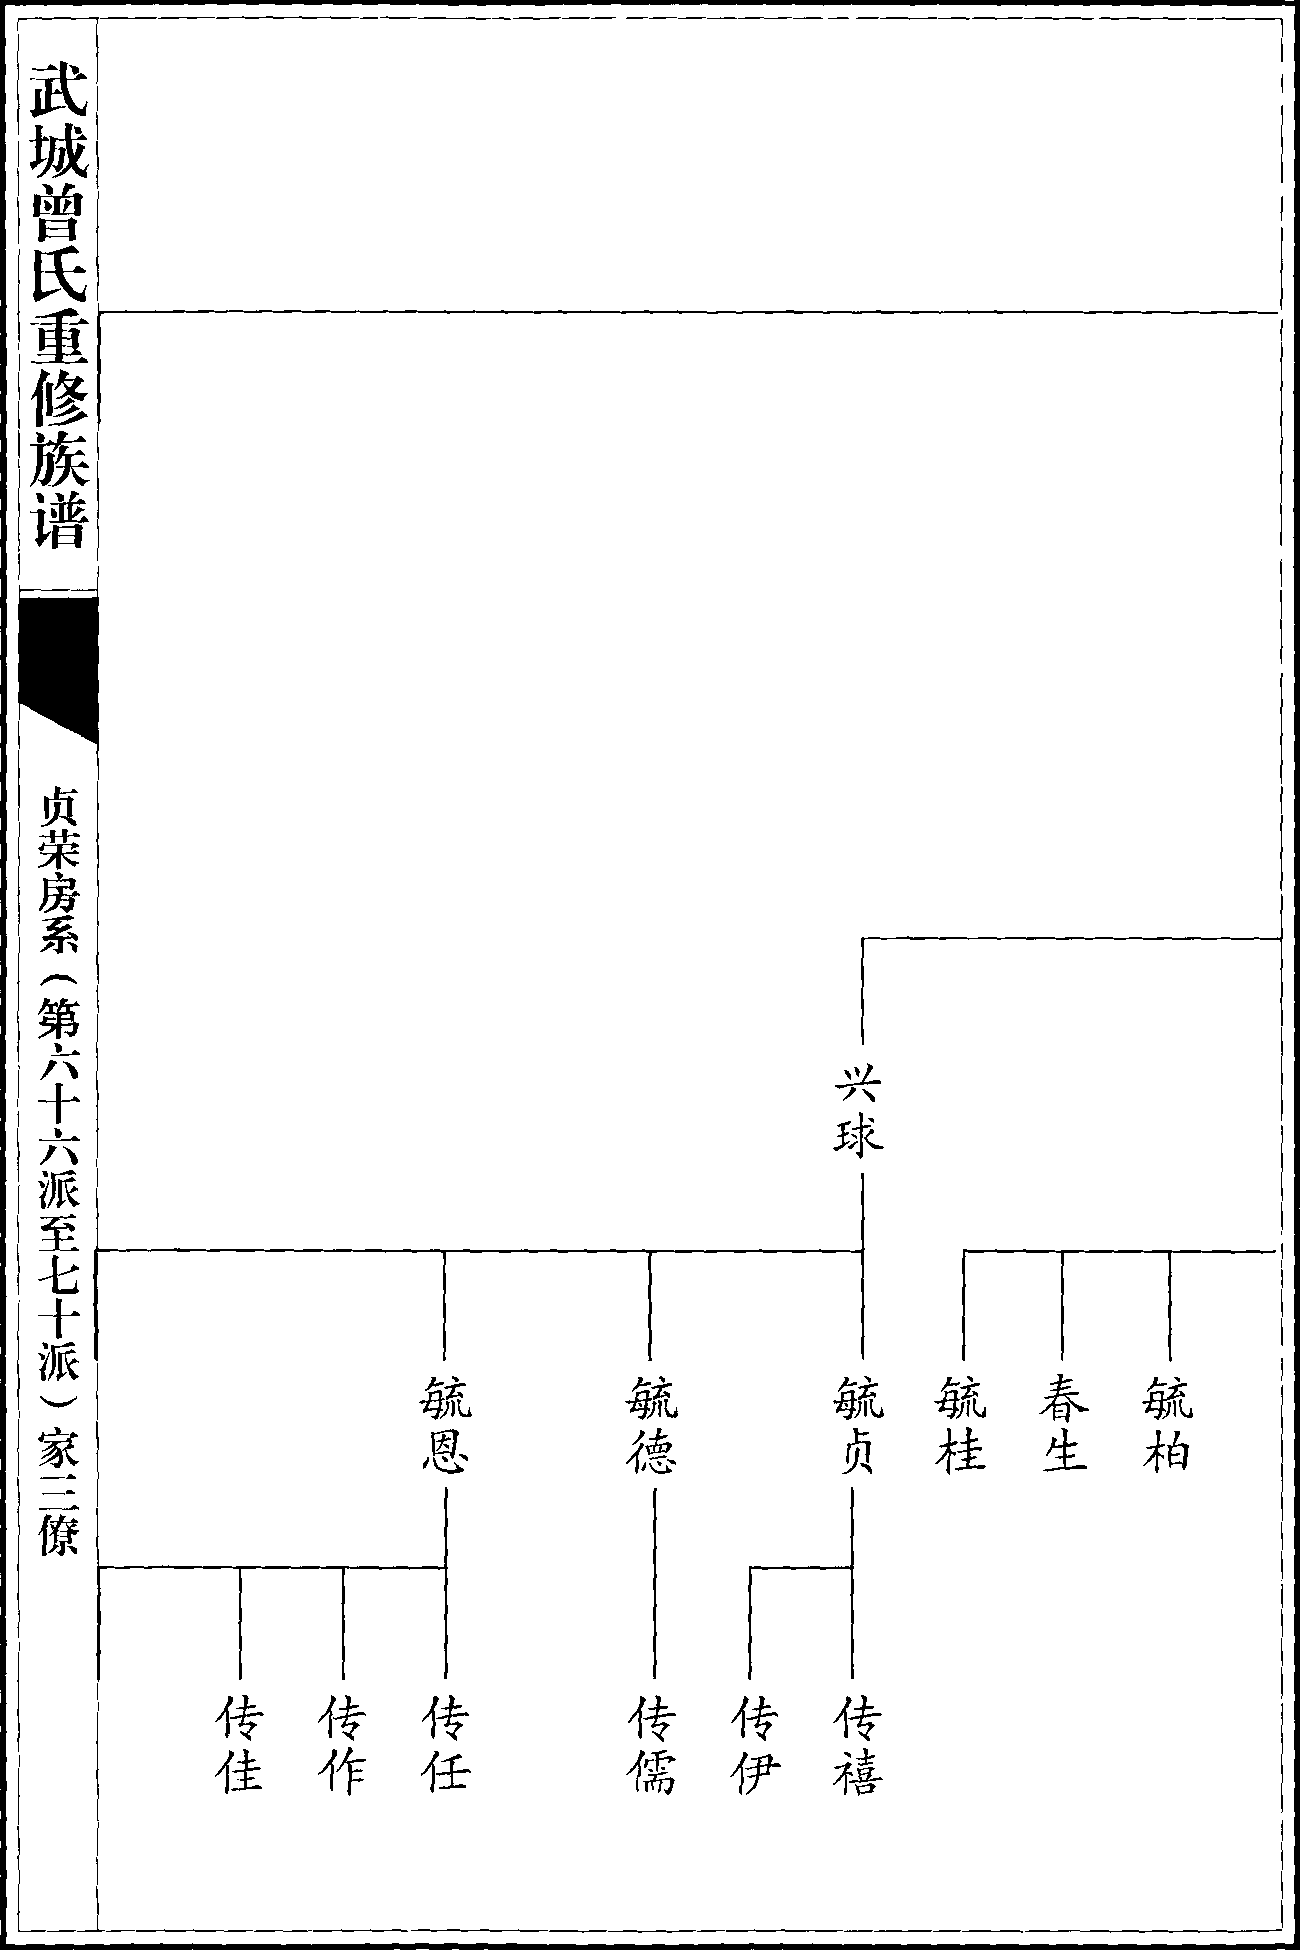 武城曾氏重修族谱
贞荣房系（第六十六派至七十派）家三僚
兴球
毓柏
春生
毓桂
毓贞
毓德
毓恩
传禧
传伊
传儒
传任
传作
传佳